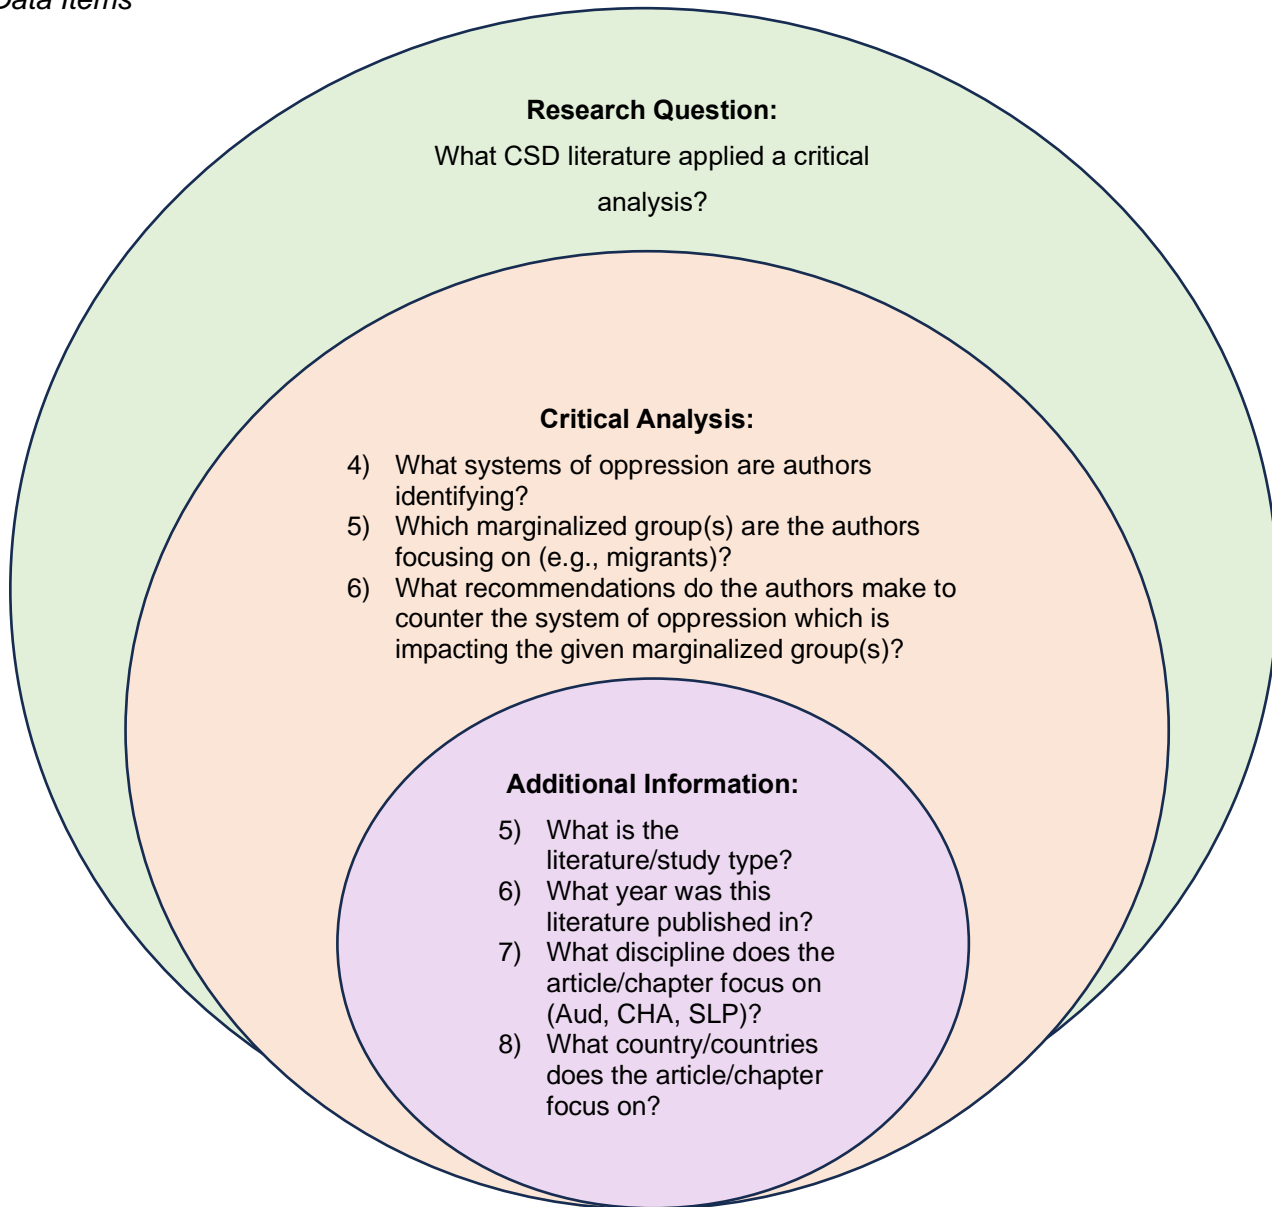 Data Items
Research Question:
What CSD literature applied a critical
analysis?
Critical Analysis:
4) What systems of oppression are authors
identifying?
5) Which marginalized group(s) are the authors
focusing on (e.g., migrants)?
6) What recommendations do the authors make to
counter the system of oppression which is
impacting the given marginalized group(s)?
Additional Information:
5) What is the
literature/study type?
6) What year was this
literature published in?
7) What discipline does the
article/chapter focus on
(Aud, CHA, SLP)?
8) What country/countries
does the article/chapter
focus on?